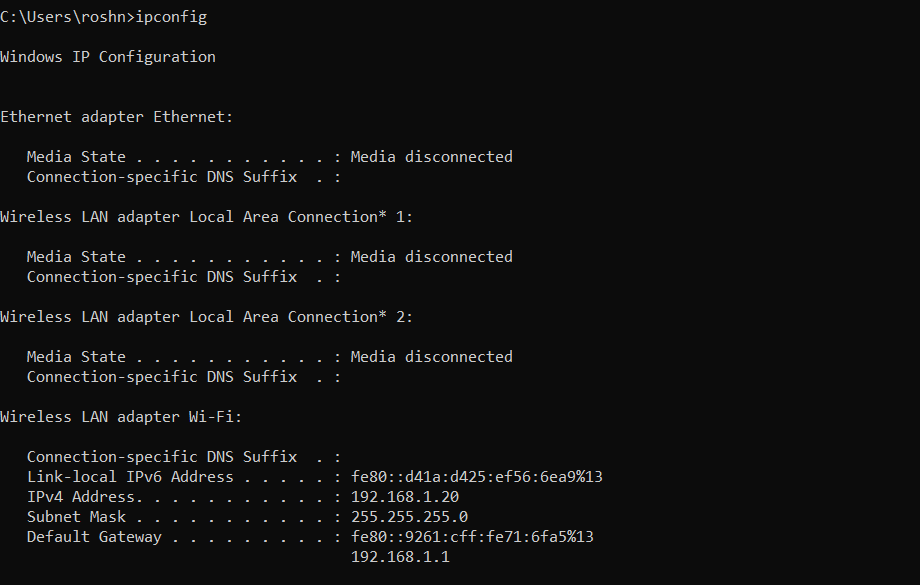 C:\Users\roshn>ipconfig
Windows IP Configuration
Ethernet adapter Ethernet:
   Media State . . . . . . . . . . . : Media disconnected
   Connection-specific DNS Suffix  . :
Wireless LAN adapter Local Area Connection* 1:
   Media State . . . . . . . . . . . : Media disconnected
   Connection-specific DNS Suffix  . :
Wireless LAN adapter Local Area Connection* 2:
   Media State . . . . . . . . . . . : Media disconnected
   Connection-specific DNS Suffix  . :
Wireless LAN adapter Wi-Fi:
   Connection-specific DNS Suffix  . :
   Link-local IPv6 Address . . . . . : fe80::d41a:d425:ef56:6ea9%13
   IPv4 Address. . . . . . . . . . . : 192.168.1.20
   Subnet Mask . . . . . . . . . . . : 255.255.255.0
   Default Gateway . . . . . . . . . : fe80::9261:cff:fe71:6fa5%13
                                       192.168.1.1